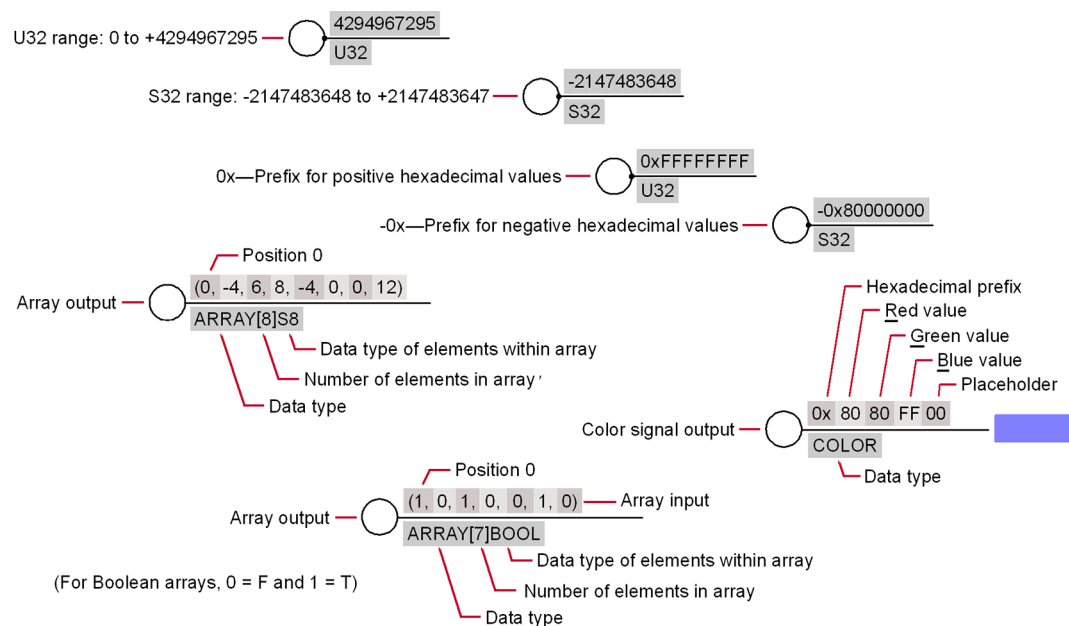 U32 range: 0 to +4294967295
4294967295
U32
S32 range: -2147483648 to +2147483647
-2147483648
S32
0x—Prefix for positive hexadecimal values
0xFFFFFFFF
U32
-0x—Prefix for negative hexadecimal values
-0x80000000
S32
Position 0
Array output
(0, -4, 6, 8, -4, 0, 0, 12)
ARRAY[8]S8
Data type of elements within array
Number of elements in array
Data type
Hexadecimal prefix
Red value
Green value
Blue value
Placeholder
Color signal output
0x 80 80 FF 00
COLOR
Data type
Position 0
Array output
(1, 0, 1, 0, 0, 1, 0)
Array input
ARRAY[7]BOOL
Data type of elements within array
Number of elements in array
Data type
(For Boolean arrays, 0 = F and 1 = T)